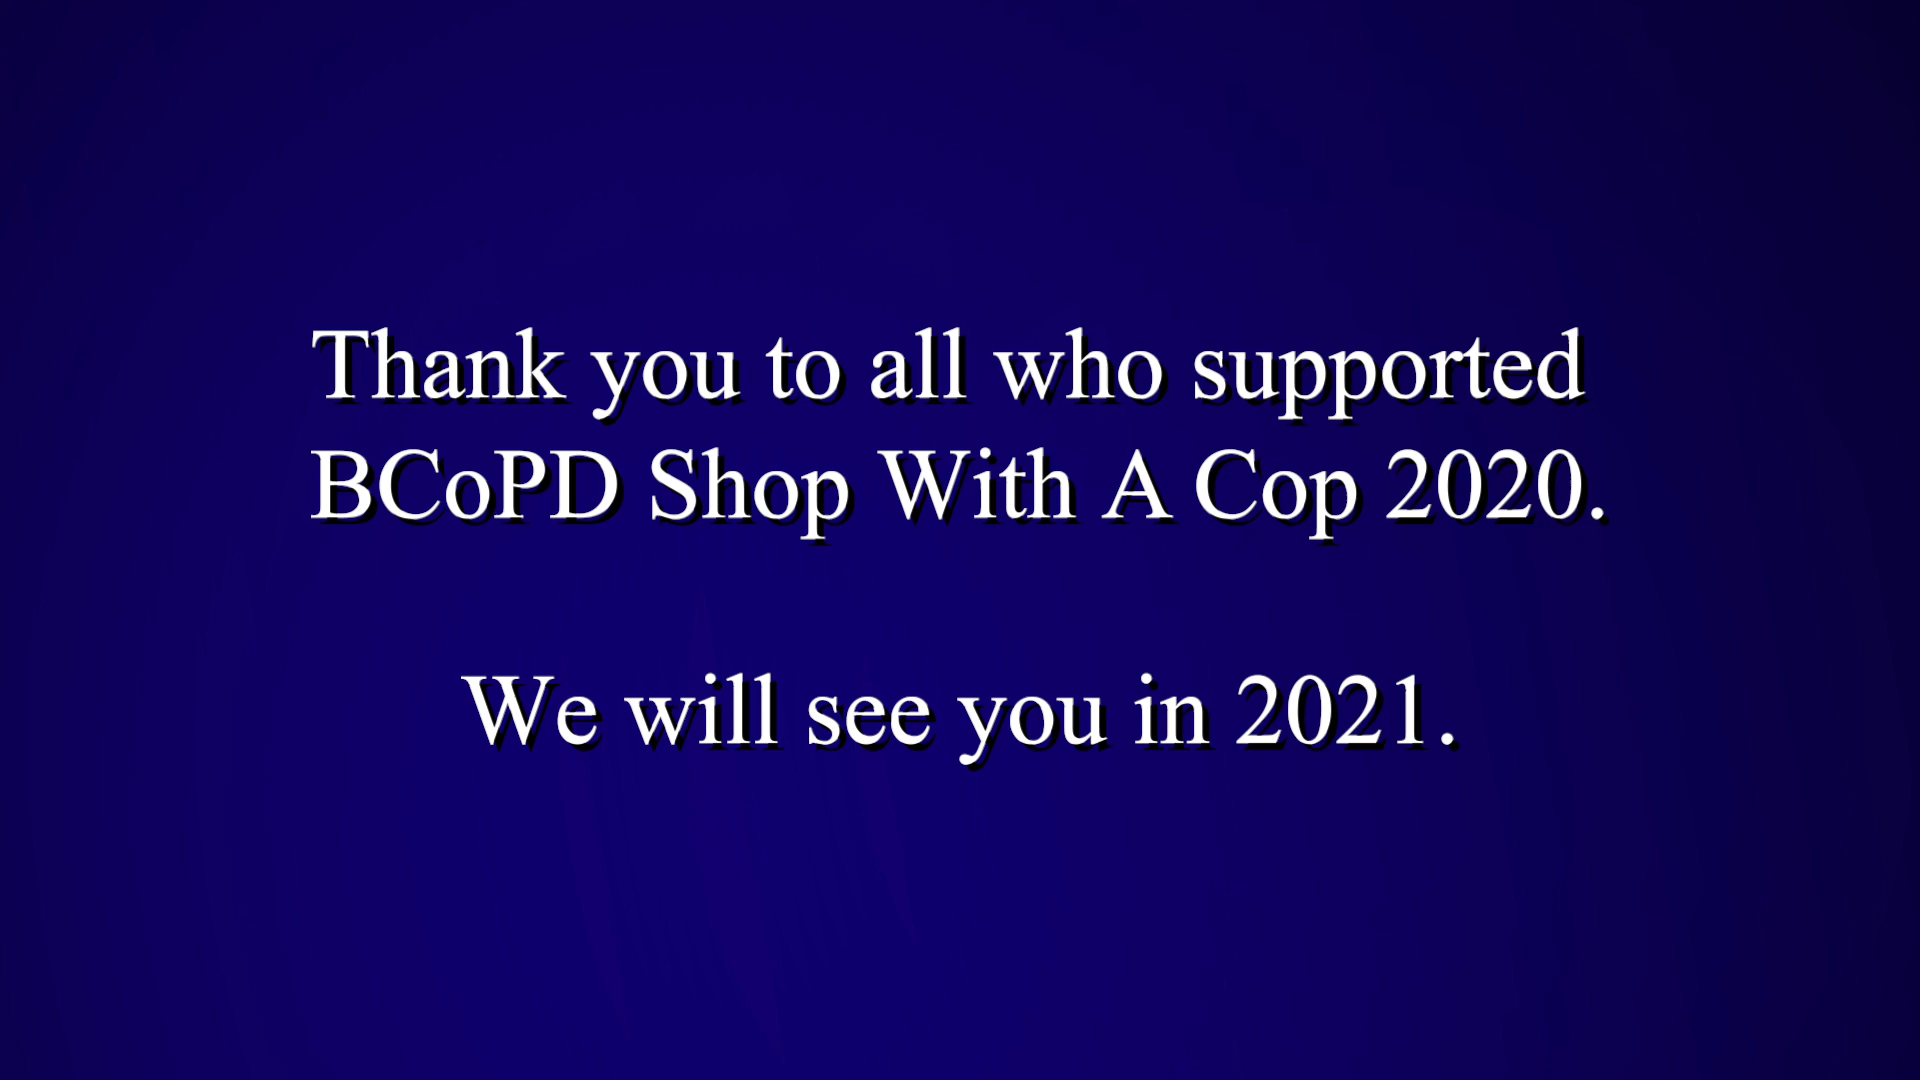 Thank you to all who supported
BCoPD Shop With A Cop 2020.
We will see you in 2021.